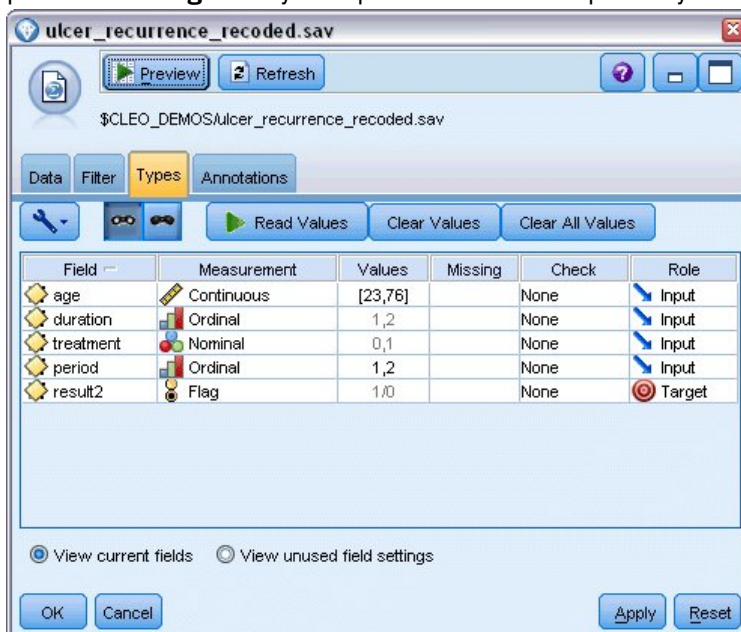 ulcer_recurrence_recoded.sav
Preview Refresh
$CLEO_DEMOS/ulcer_recurrence_recoded.sav
Data Filter Types Annotations
Read Values Clear Values Clear All Values
Field Measurement Values Missing Check Role
age Continuous [23,76] None Input
duration Ordinal 1,2 None Input
treatment Nominal 0,1 None Input
period Ordinal 1,2 None Input
result2 Flag 1/0 None Target
View current fields View unused field settings
OK Cancel Apply Reset